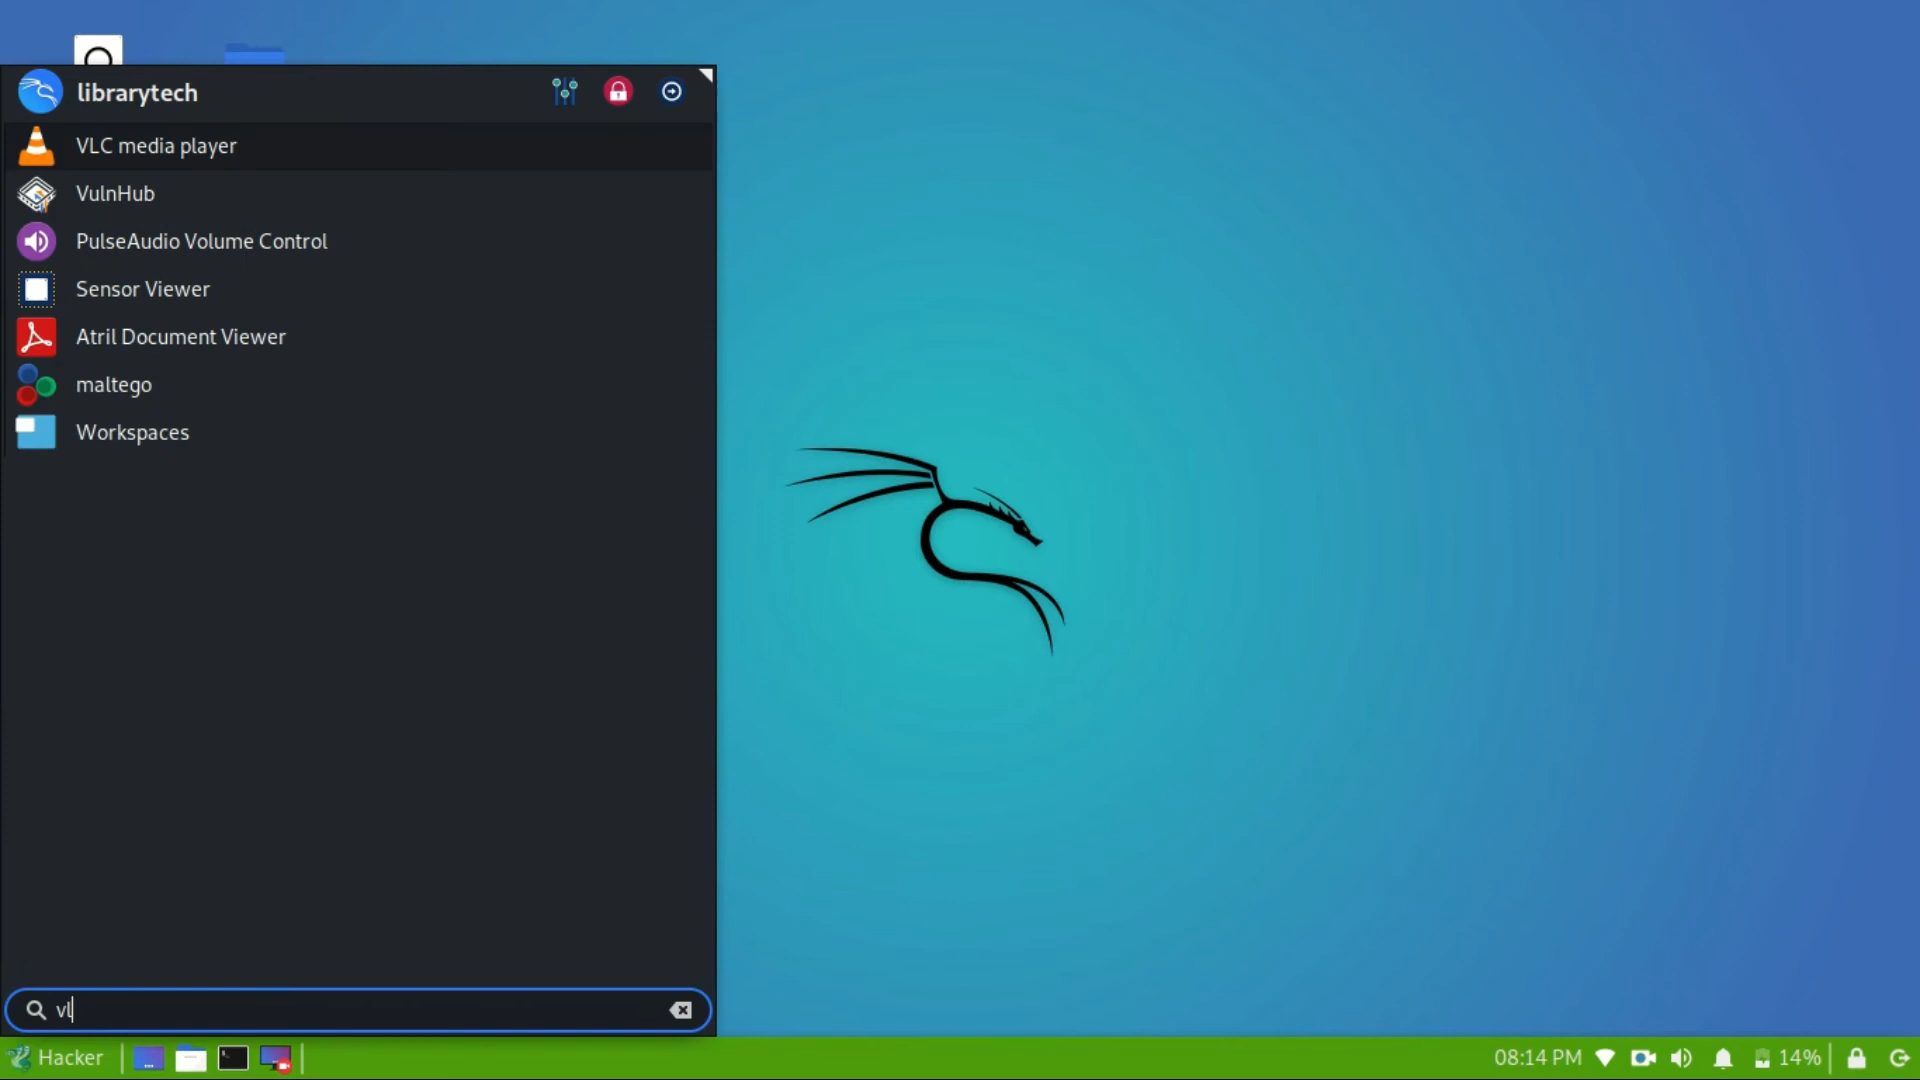 librarytech
VLC media player
VulnHub
PulseAudio Volume Control
Sensor Viewer
Atril Document Viewer
maltego
Workspaces
vl
Hacker
08:14 PM
14%